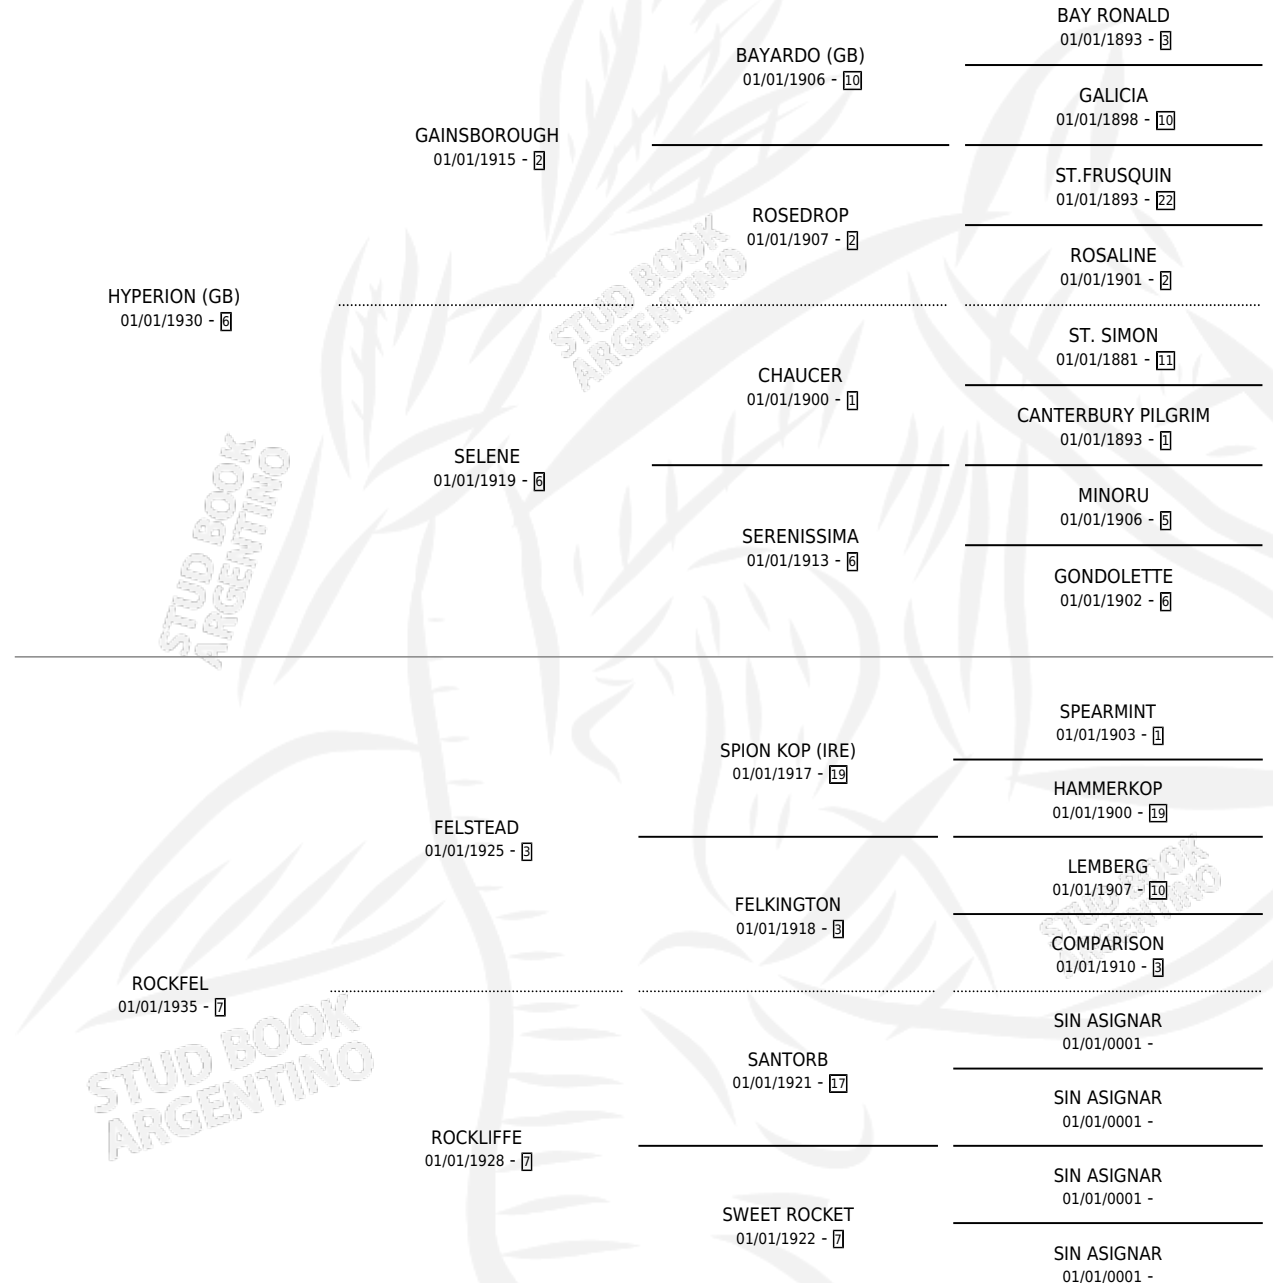 BAY RONALD
01/01/1893 - 3
BAYARDO (GB)
01/01/1906 - 10
GALICIA
01/01/1898 - 10
GAINSBOROUGH
01/01/1915 - 2
ST.FRUSQUIN
01/01/1893 - 22
ROSEDROP
01/01/1907 - 2
ROSALINE
01/01/1901 - 2
HYPERION (GB)
01/01/1930 - 6
ST. SIMON
01/01/1881 - 11
CHAUCER
01/01/1900 - 1
CANTERBURY PILGRIM
01/01/1893 - 1
SELENE
01/01/1919 - 6
MINORU
01/01/1906 - 5
SERENISSIMA
01/01/1913 - 6
GONDOLETTE
01/01/1902 - 6
SPEARMINT
01/01/1903 - 1
SPION KOP (IRE)
01/01/1917 - 19
HAMMERKOP
01/01/1900 - 19
FELSTEAD
01/01/1925 - 3
LEMBERG
01/01/1907 - 10
FELKINGTON
01/01/1918 - 3
COMPARISON
01/01/1910 - 3
ROCKFEL
01/01/1935 - 7
SIN ASIGNAR
01/01/0001 -
SANTORB
01/01/1921 - 17
SIN ASIGNAR
01/01/0001 -
ROCKLIFFE
01/01/1928 - 7
SIN ASIGNAR
01/01/0001 -
SWEET ROCKET
01/01/1922 - 7
SIN ASIGNAR
01/01/0001 -
STUD BOOK
ARGENTINO
STUD BOOK
ARGENTINO
STUD BOOK
ARGENTINO
STUD BOOK
ARGENTINO